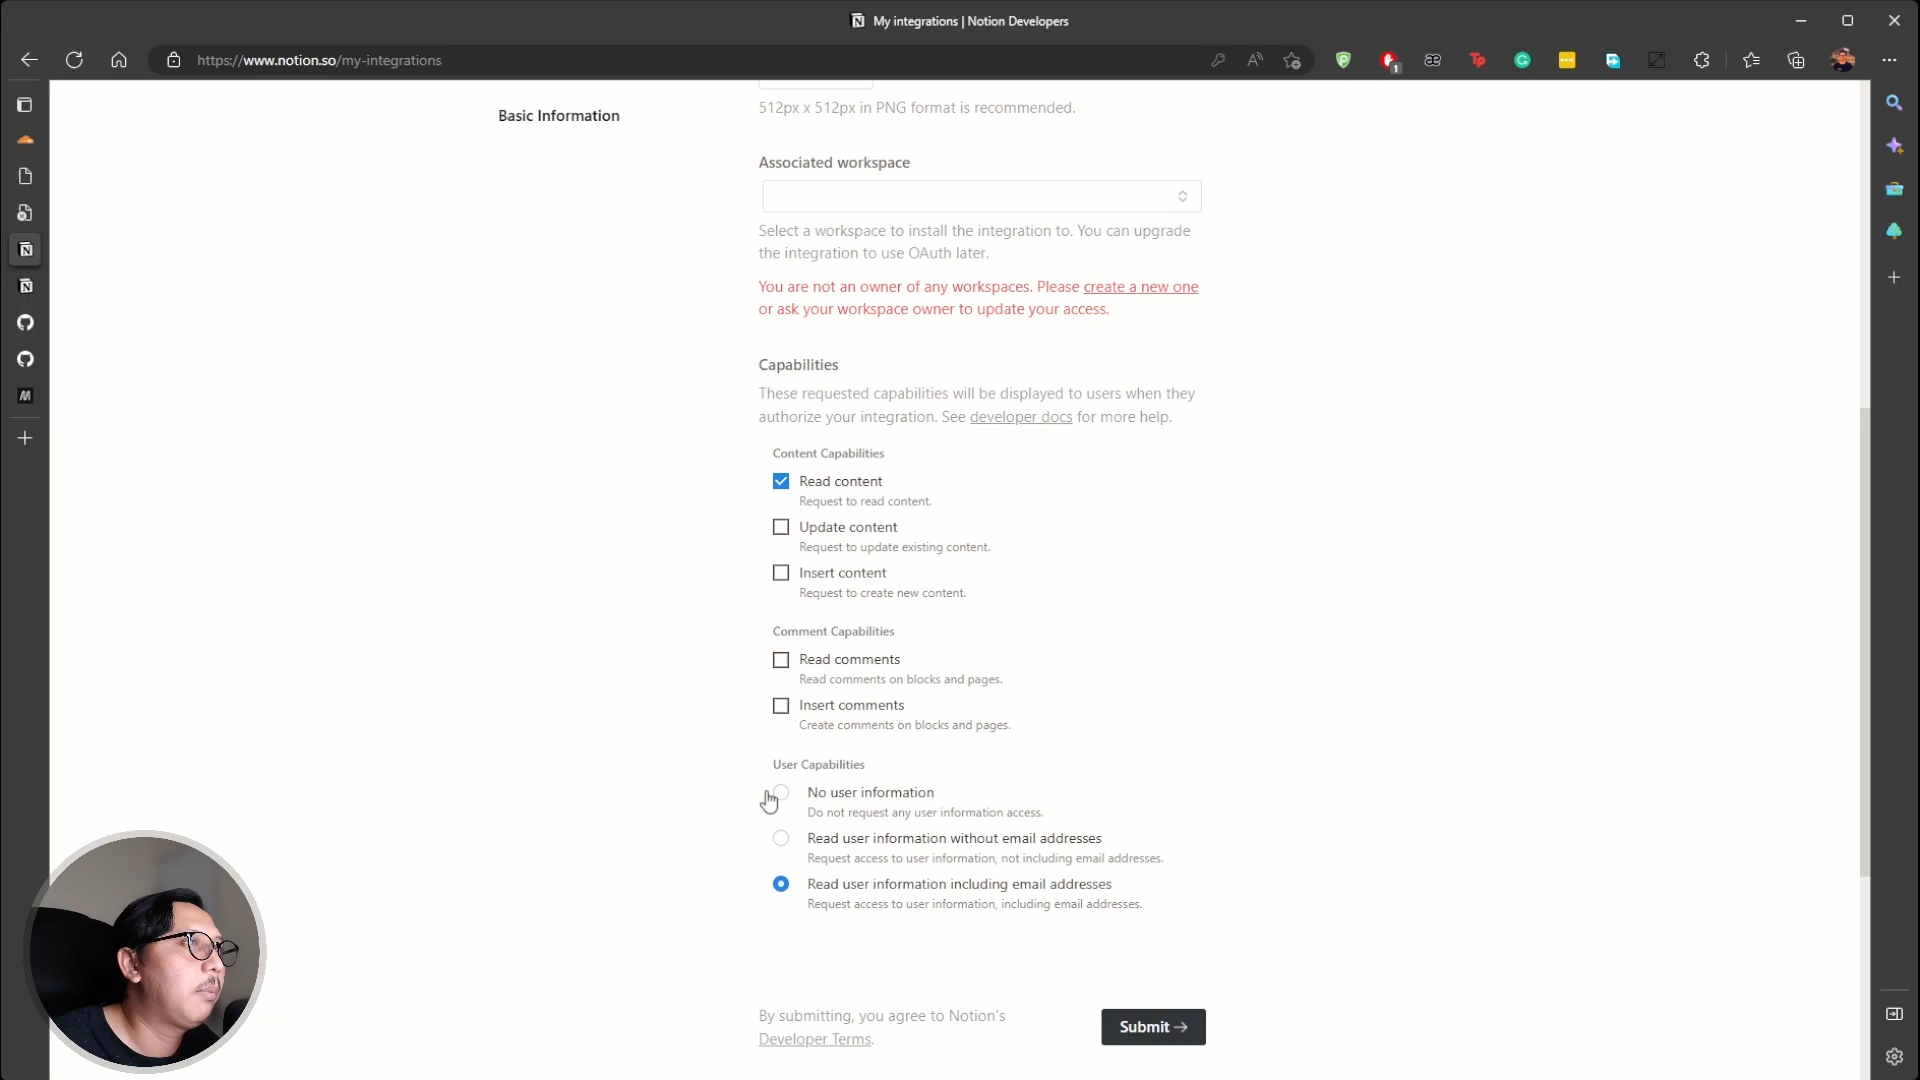 My integrations | Notion Developers
https://www.notion.so/my-integrations
1
Tp
Basic Information
512px x 512px in PNG format is recommended.
Associated workspace
Select a workspace to install the integration to. You can upgrade
the integration to use OAuth later.
You are not an owner of any workspaces. Please create a new one
or ask your workspace owner to update your access.
Capabilities
These requested capabilities will be displayed to users when they
authorize your integration. See developer docs for more help.
Content Capabilities
Read content
Request to read content.
Update content
Request to update existing content.
Insert content
Request to create new content.
Comment Capabilities
Read comments
Read comments on blocks and pages.
Insert comments
Create comments on blocks and pages.
User Capabilities
No user information
Do not request any user information access.
Read user information without email addresses
Request access to user information, not including email addresses.
Read user information including email addresses
Request access to user information, including email addresses.
By submitting, you agree to Notion's
Developer Terms.
Submit →